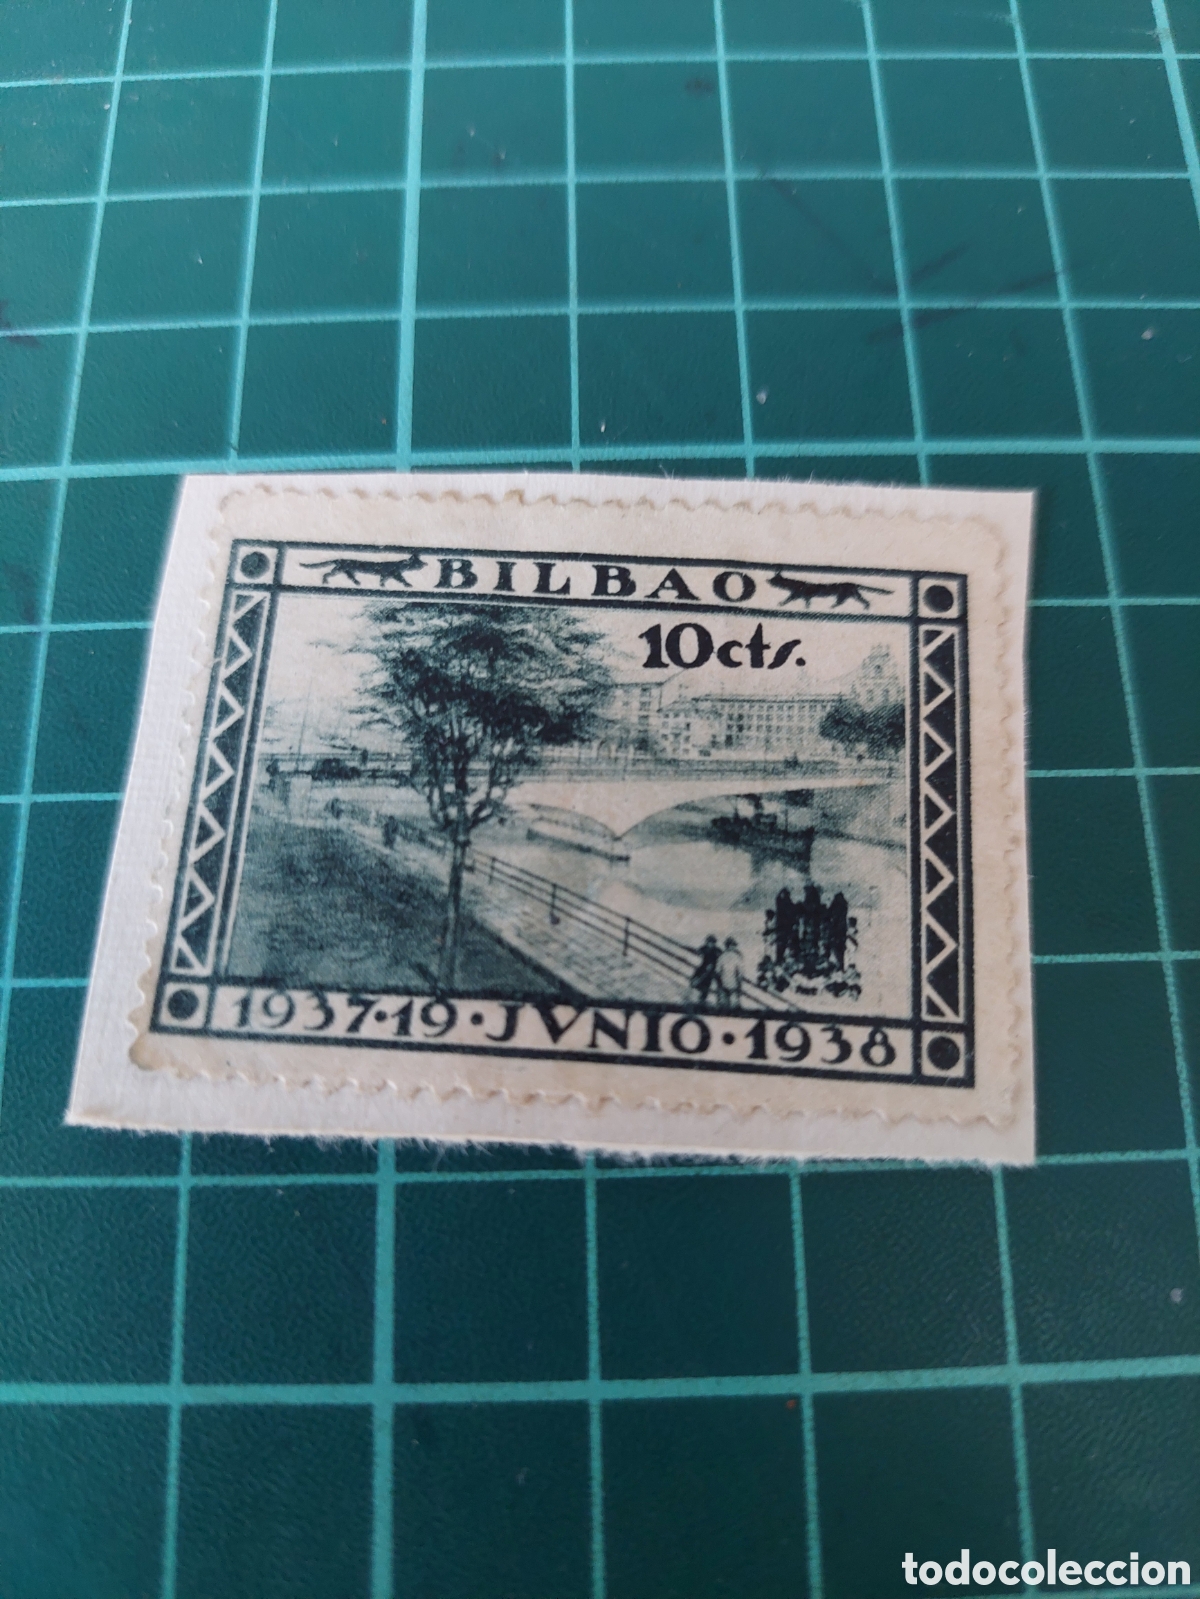 BILBAO
10cts.
1937·19·JVNIO·1938
todocoleccion